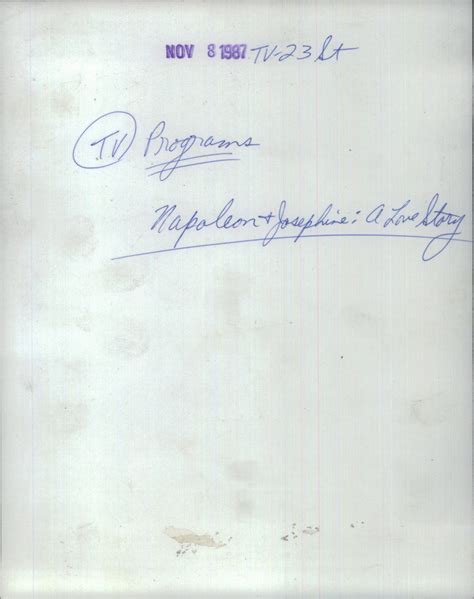 NOV 8 1987 TV-23 St
TV Programs
Napoleon + Josephine: A Love Story